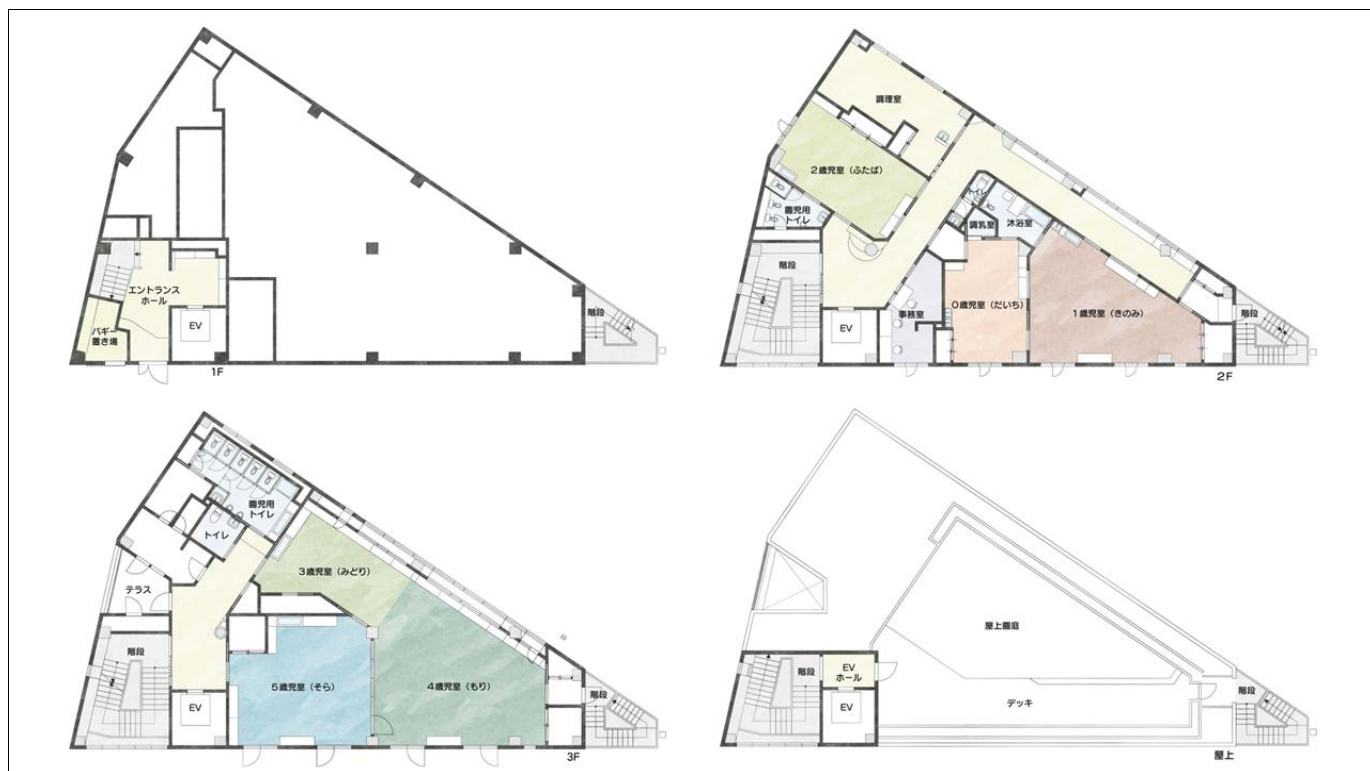 エントランス
ホール
バギー
置き場
EV
階段
1F
調理室
2歳児室（ふたば）
園児用
トイレ
トイレ
調乳室
沐浴室
階段
EV
事務室
0歳児室（だいち）
1歳児室（きのみ）
階段
2F
園児用
トイレ
トイレ
テラス
3歳児室（みどり）
階段
EV
5歳児室（そら）
4歳児室（もり）
階段
3F
屋上園庭
階段
EV
ホール
EV
デッキ
階段
屋上